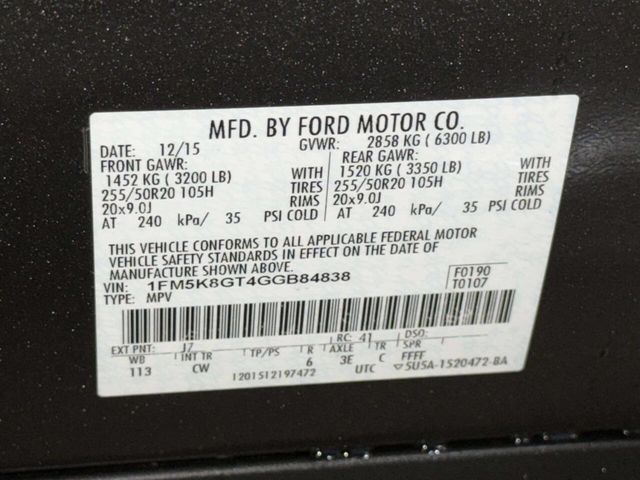 MFD. BY FORD MOTOR CO.
DATE: 12/15 GVWR: 2858 KG ( 6300 LB)
FRONT GAWR: REAR GAWR:
1452 KG ( 3200 LB) WITH 1520 KG ( 3350 LB) WITH
255/50R20 105H TIRES 255/50R20 105H TIRES
20x9.0J RIMS 20x9.0J RIMS
AT 240 kPa/ 35 PSI COLD AT 240 kPa/ 35 PSI COLD
THIS VEHICLE CONFORMS TO ALL APPLICABLE FEDERAL MOTOR
VEHICLE SAFETY STANDARDS IN EFFECT ON THE DATE OF
MANUFACTURE SHOWN ABOVE.
VIN: 1FM5K8GT4GGB84838 F0190
TYPE: MPV T0107
EXT PNT: J7 RC: 41 DSO:
WB INT TR TP/PS R AXLE TR SPR
113 CW 6 3E C FFFF
1201512197472 UTC ▽5U5A-1520472-BA